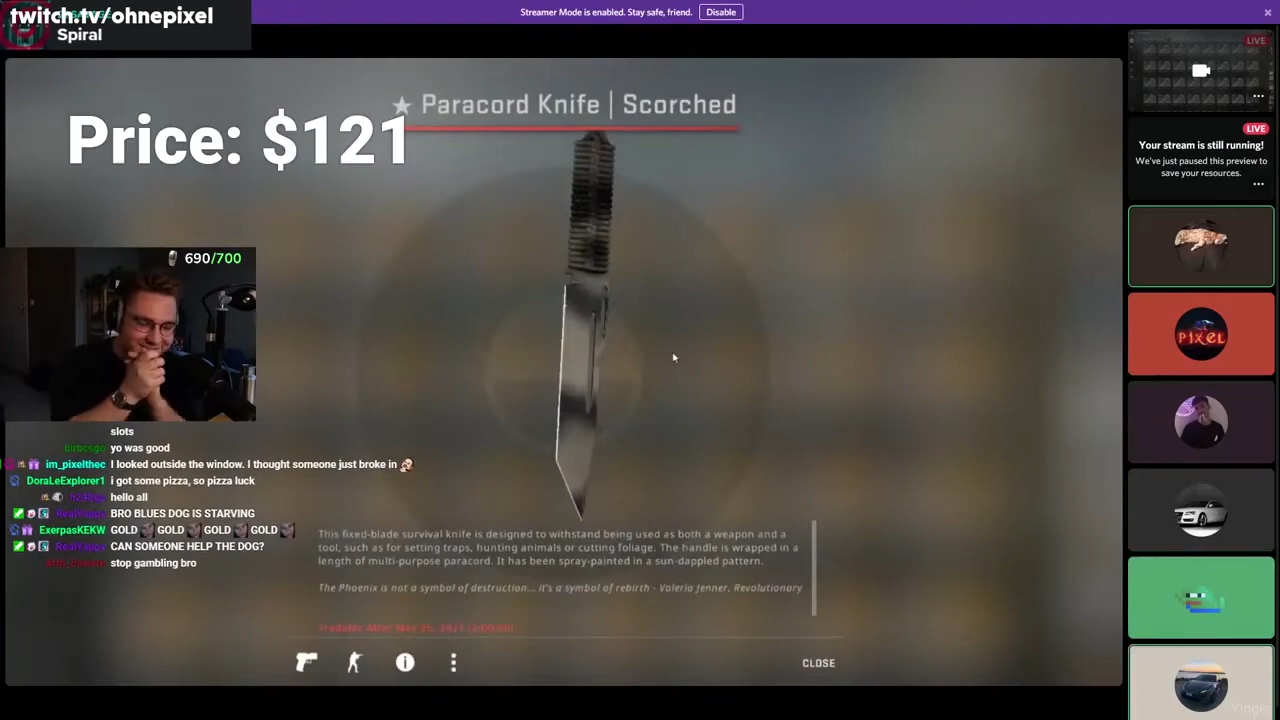 twitch.tv/ohnepixel
Spiral
Streamer Mode is enabled. Stay safe, friend.
Disable
★ Paracord Knife | Scorched
Price: $121
690/700
slots
yo was good
im_pixelthec I looked outside the window. I thought someone just broke in
DoraLeExplorer1 i got some pizza, so pizza luck
hello all
BRO BLUES DOG IS STARVING
ExerpasKEKW GOLD GOLD GOLD GOLD
CAN SOMEONE HELP THE DOG?
stop gambling bro
This fixed-blade survival knife is designed to withstand being used as both a weapon and a
tool, such as for setting traps, hunting animals or cutting foliage. The handle is wrapped in a
length of multi-purpose paracord. It has been spray-painted in a sun-dappled pattern.
The Phoenix is not a symbol of destruction... it's a symbol of rebirth - Valeria Jenner, Revolutionary
CLOSE
LIVE
LIVE
Your stream is still running!
We've just paused this preview to
save your resources.
PIXEL